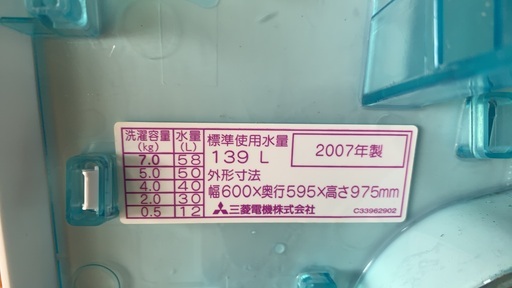 洗濯容量(kg) 水量(L)
7.0 58
5.0 50
4.0 40
2.0 30
0.5 12
標準使用水量
139 L
2007年製
外形寸法
幅600×奥行595×高さ975mm
三菱電機株式会社 C33962902